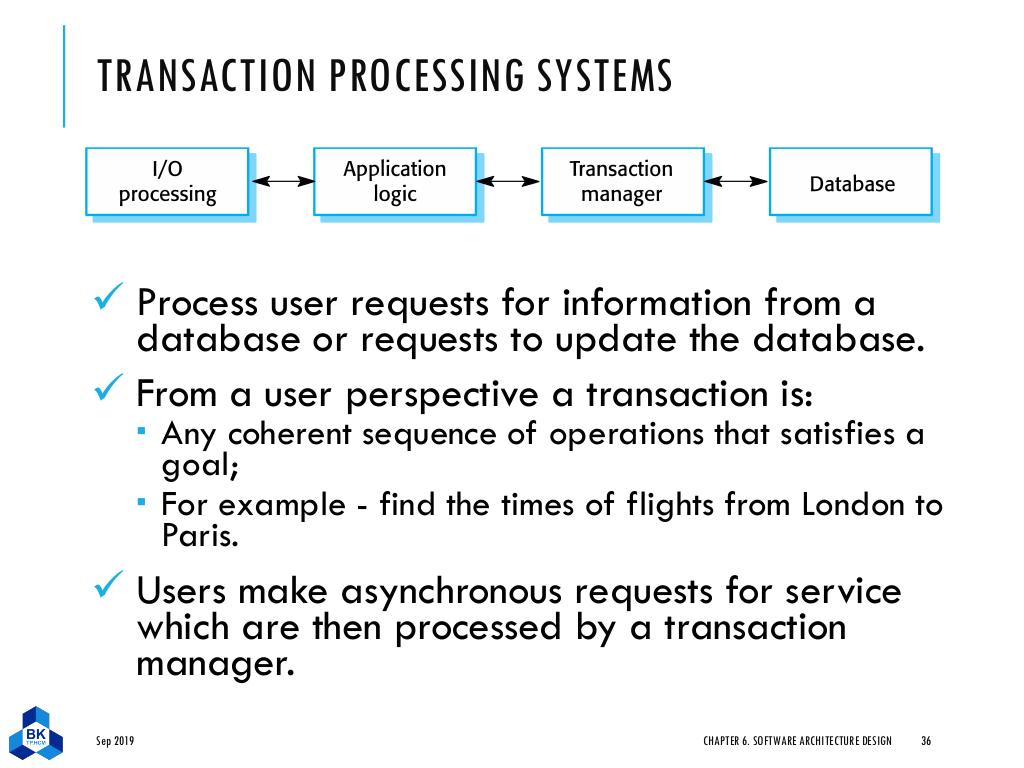 TRANSACTION PROCESSING SYSTEMS
I/O
processing
Application
logic
Transaction
manager
Database
Process user requests for information from a
database or requests to update the database.
From a user perspective a transaction is:
Any coherent sequence of operations that satisfies a
goal;
For example - find the times of flights from London to
Paris.
Users make asynchronous requests for service
which are then processed by a transaction
manager.
BK
TP.HCM
Sep 2019
CHAPTER 6. SOFTWARE ARCHITECTURE DESIGN
36